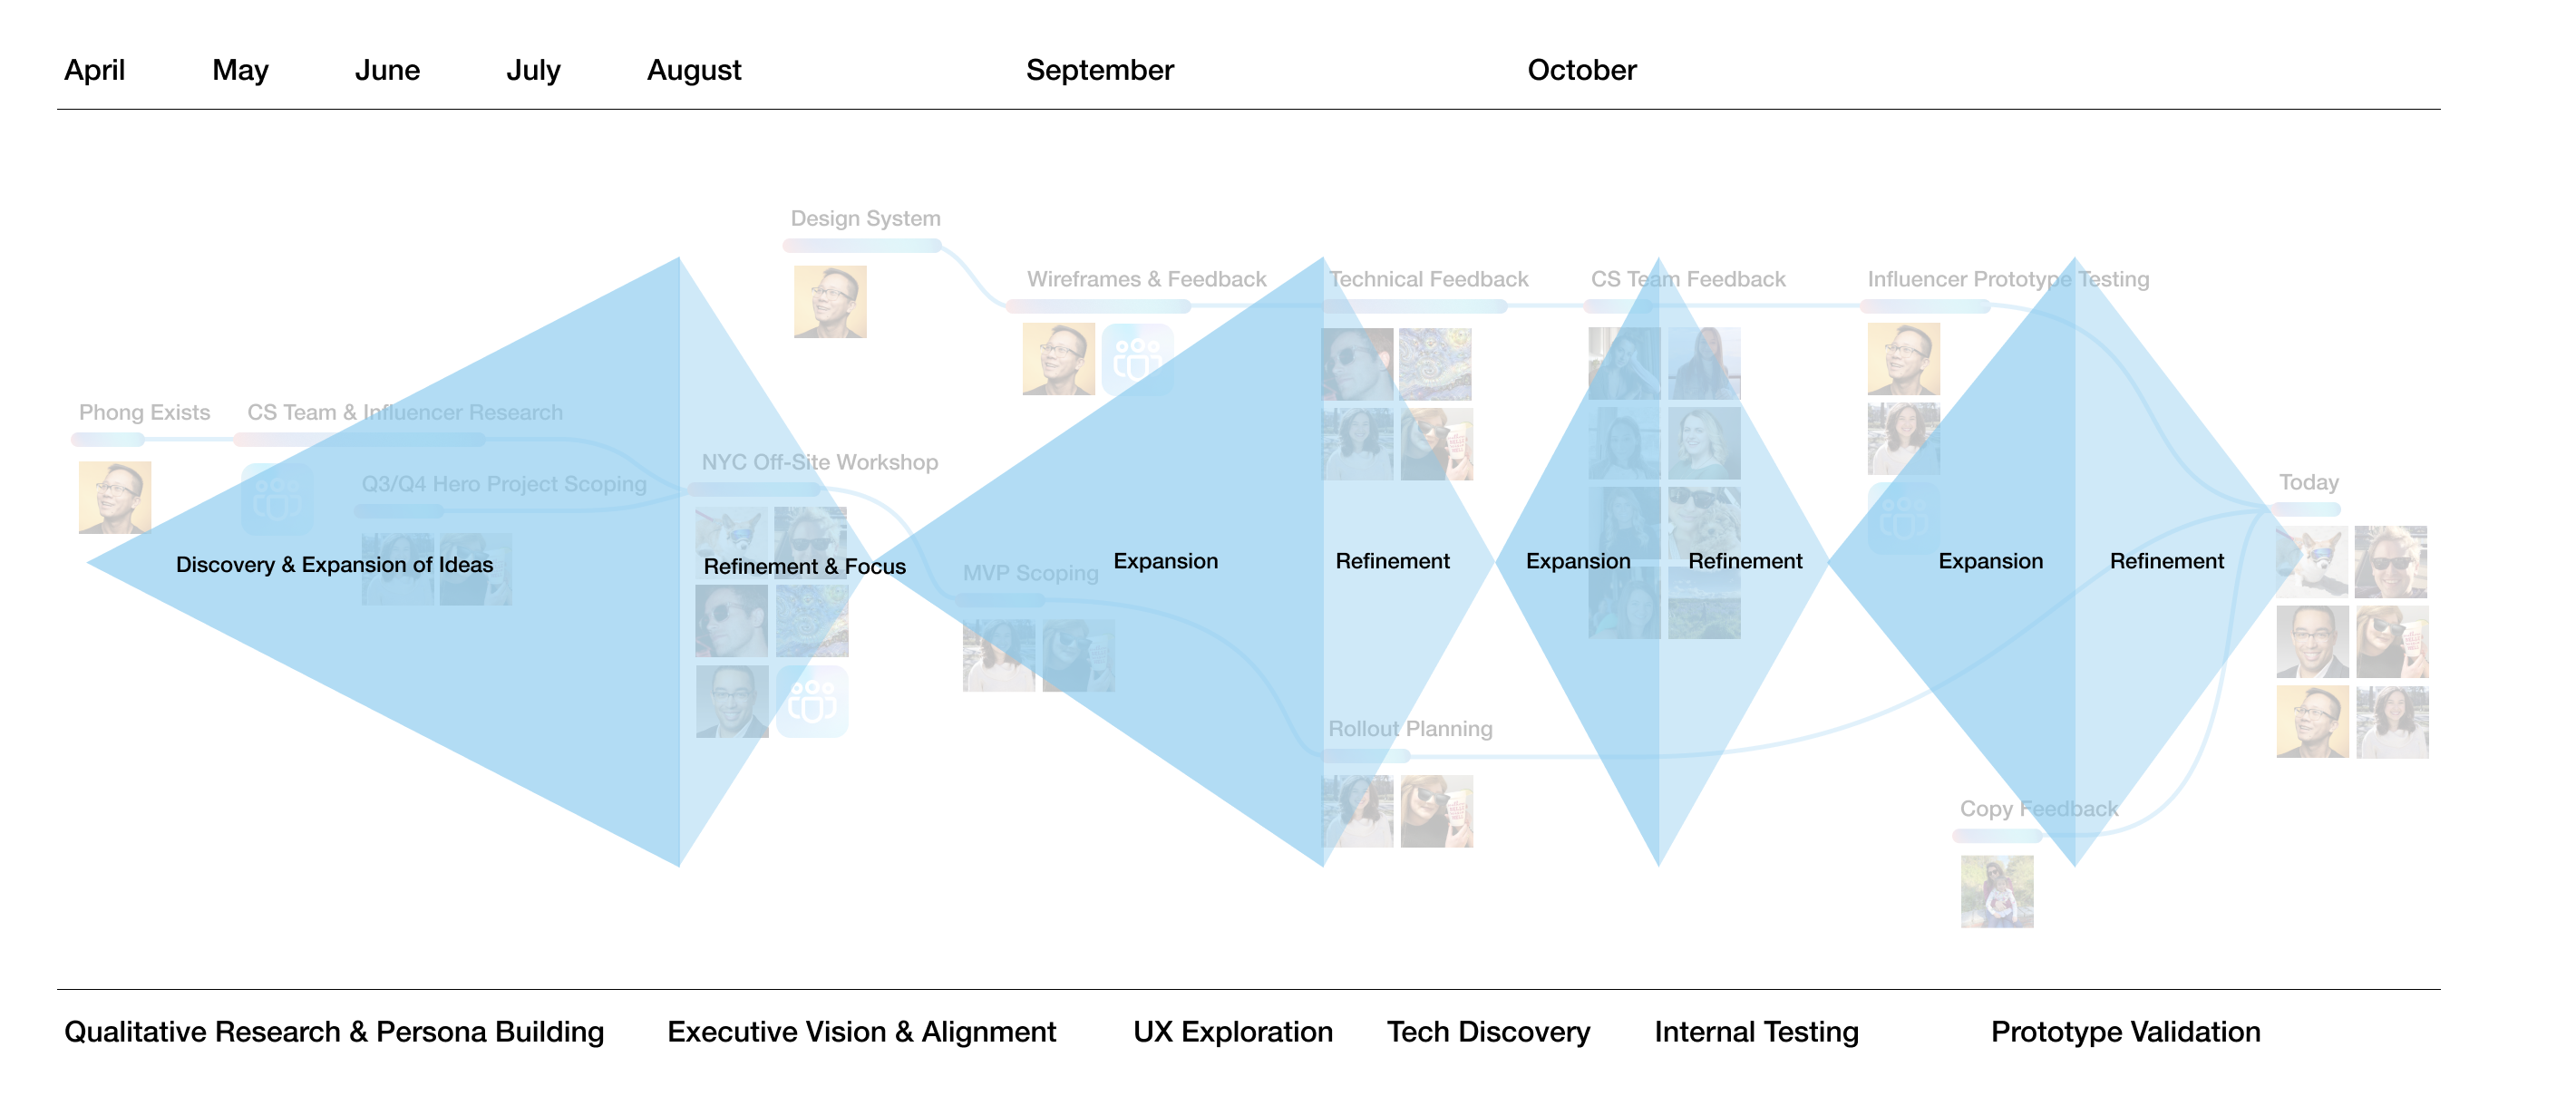 April
May
June
July
August
September
October
Design System
Wireframes & Feedback
Technical Feedback
CS Team Feedback
Influencer Prototype Testing
Phong Exists
CS Team & Influencer Research
NYC Off-Site Workshop
Q3/Q4 Hero Project Scoping
Today
Discovery & Expansion of Ideas
Refinement & Focus
MVP Scoping
Expansion
Refinement
Expansion
Refinement
Expansion
Refinement
Rollout Planning
Copy Feedback
Qualitative Research & Persona Building
Executive Vision & Alignment
UX Exploration
Tech Discovery
Internal Testing
Prototype Validation